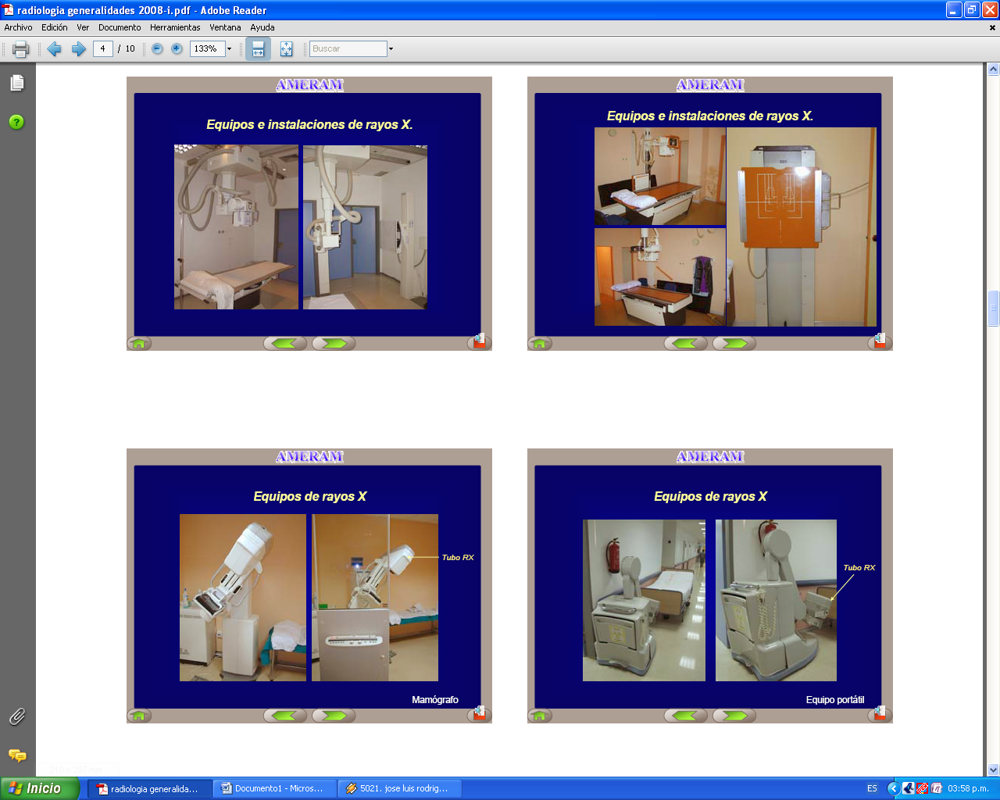 radiologia generalidades 2008-i.pdf - Adobe Reader
Archivo Edición Ver Documento Herramientas Ventana Ayuda
4 / 10 133% Buscar
AMERAM
Equipos e instalaciones de rayos X.
AMERAM
Equipos e instalaciones de rayos X.
AMERAM
Equipos de rayos X
Tubo RX
Mamógrafo
AMERAM
Equipos de rayos X
Tubo RX
Equipo portátil
Inicio radiologia generalida... Documento1 - Micros... 5021. jose luis rodrig... ES 03:58 p.m.